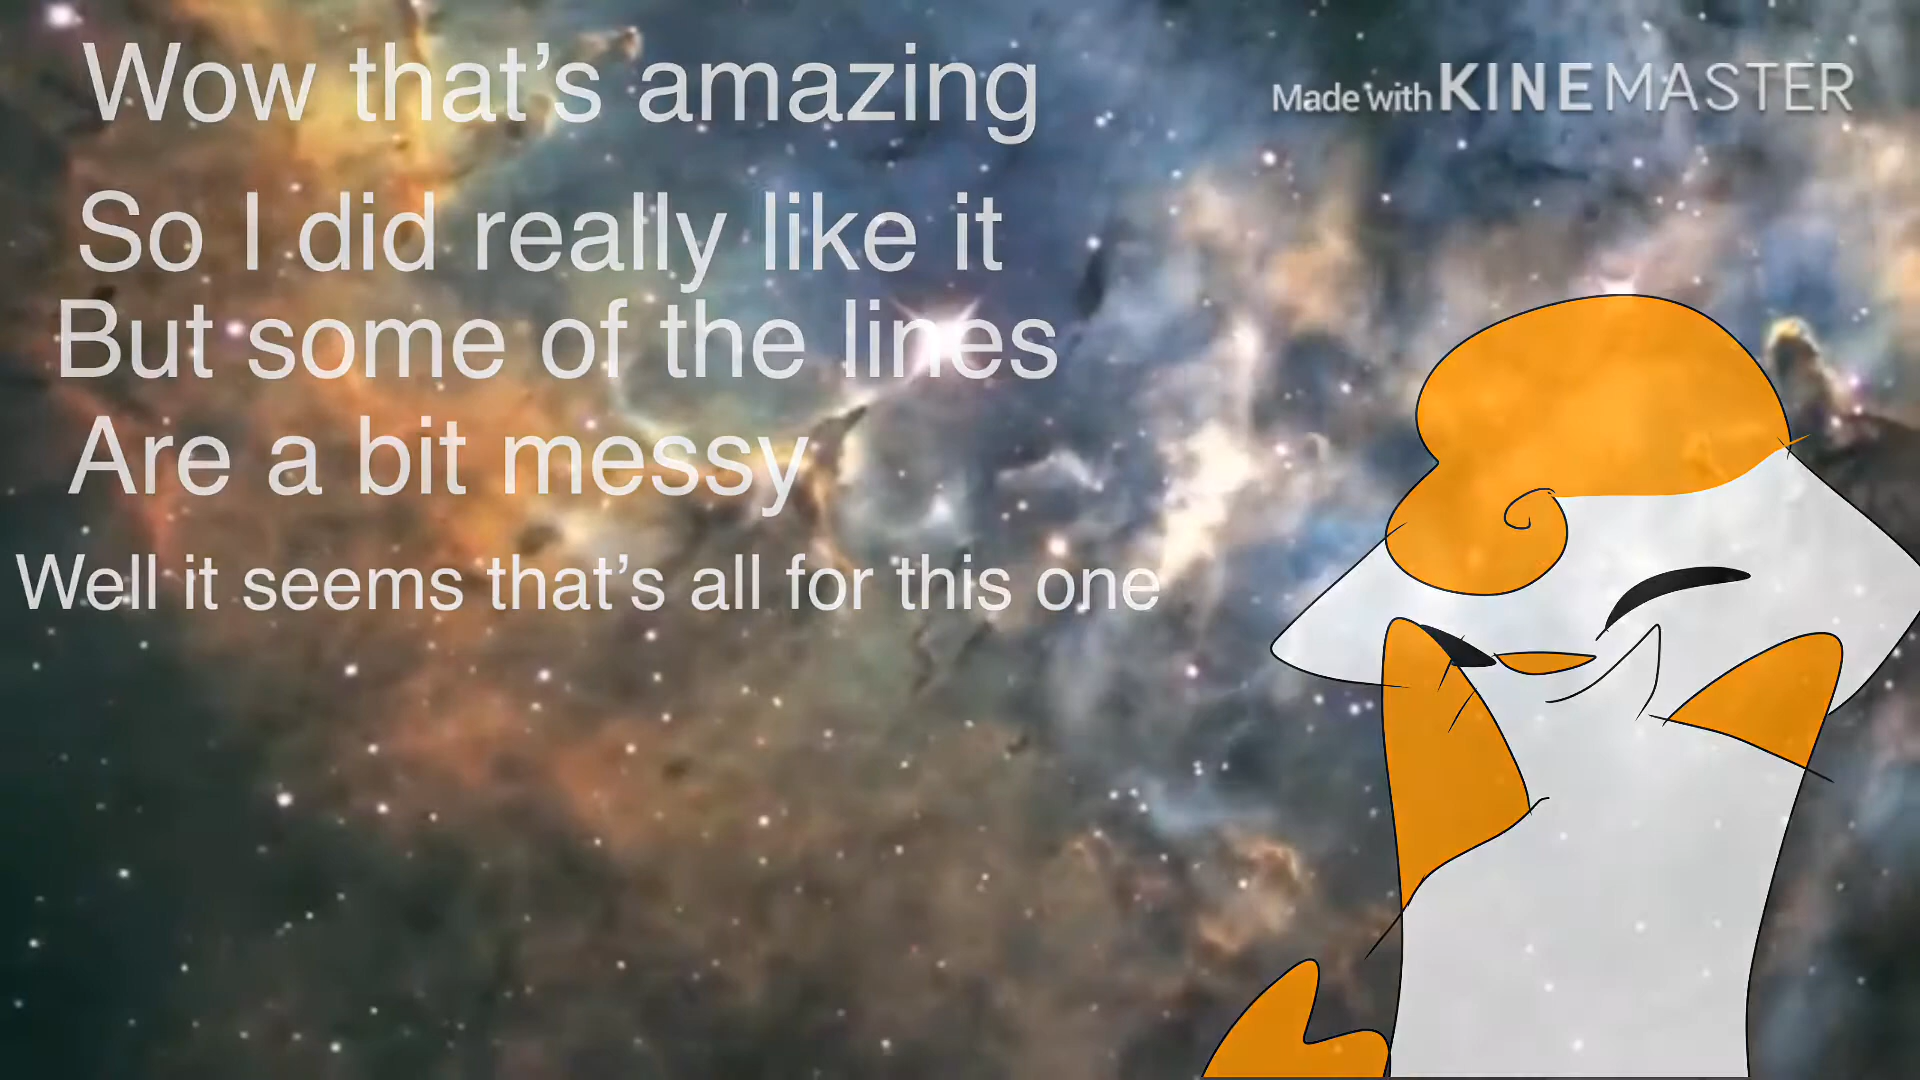 Wow that’s amazing
Made with KINEMASTER
So I did really like it
But some of the lines
Are a bit messy
Well it seems that’s all for this one